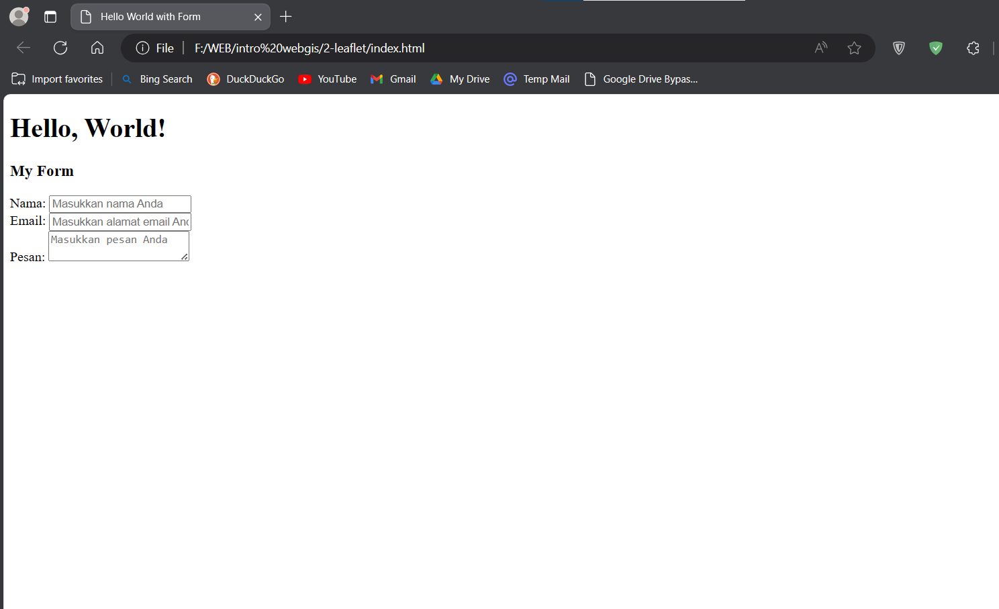 Hello World with Form
File F:/WEB/intro%20webgis/2-leaflet/index.html
Import favorites Bing Search DuckDuckGo YouTube Gmail My Drive Temp Mail Google Drive Bypas...
Hello, World!
My Form
Nama: Masukkan nama Anda
Email: Masukkan alamat email And
Masukkan pesan Anda
Pesan: